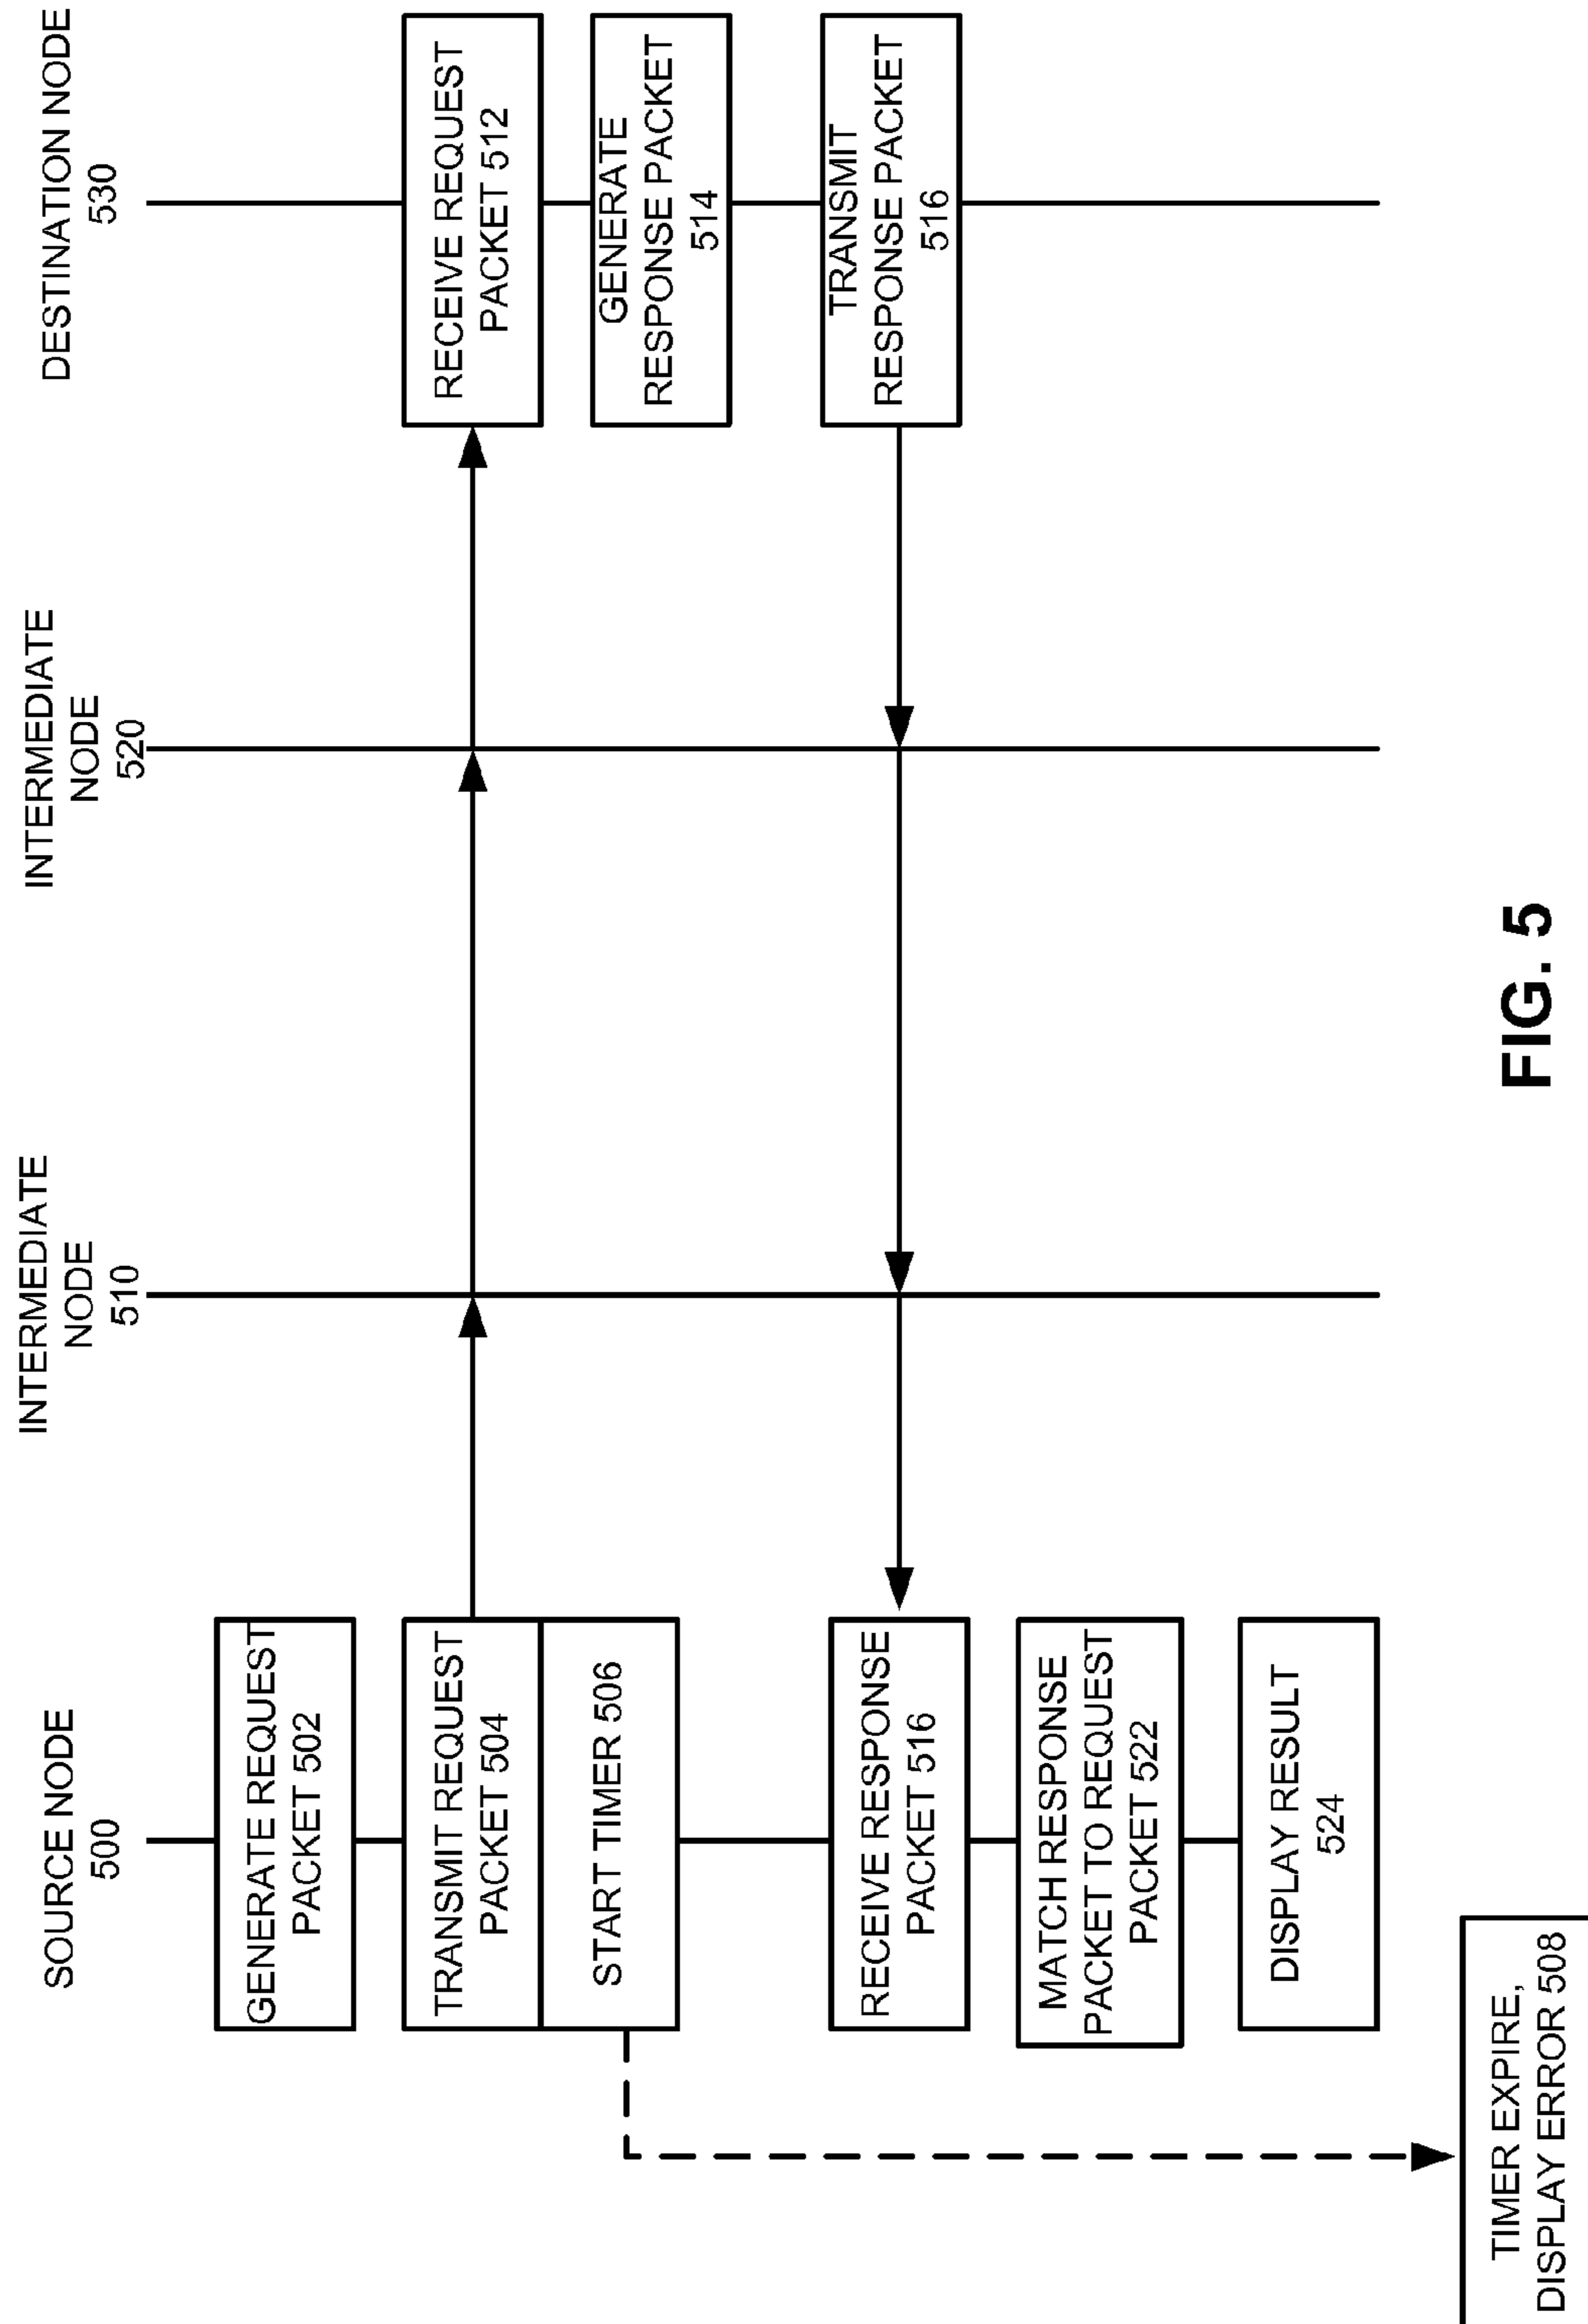 SOURCE NODE
500
INTERMEDIATE
NODE
510
INTERMEDIATE
NODE
520
DESTINATION NODE
530
GENERATE REQUEST
PACKET 502
TRANSMIT REQUEST
PACKET 504
START TIMER 506
RECEIVE REQUEST
PACKET 512
GENERATE
RESPONSE PACKET
514
TRANSMIT
RESPONSE PACKET
516
RECEIVE RESPONSE
PACKET 516
MATCH RESPONSE
PACKET TO REQUEST
PACKET 522
DISPLAY RESULT
524
TIMER EXPIRE,
DISPLAY ERROR 508
FIG. 5